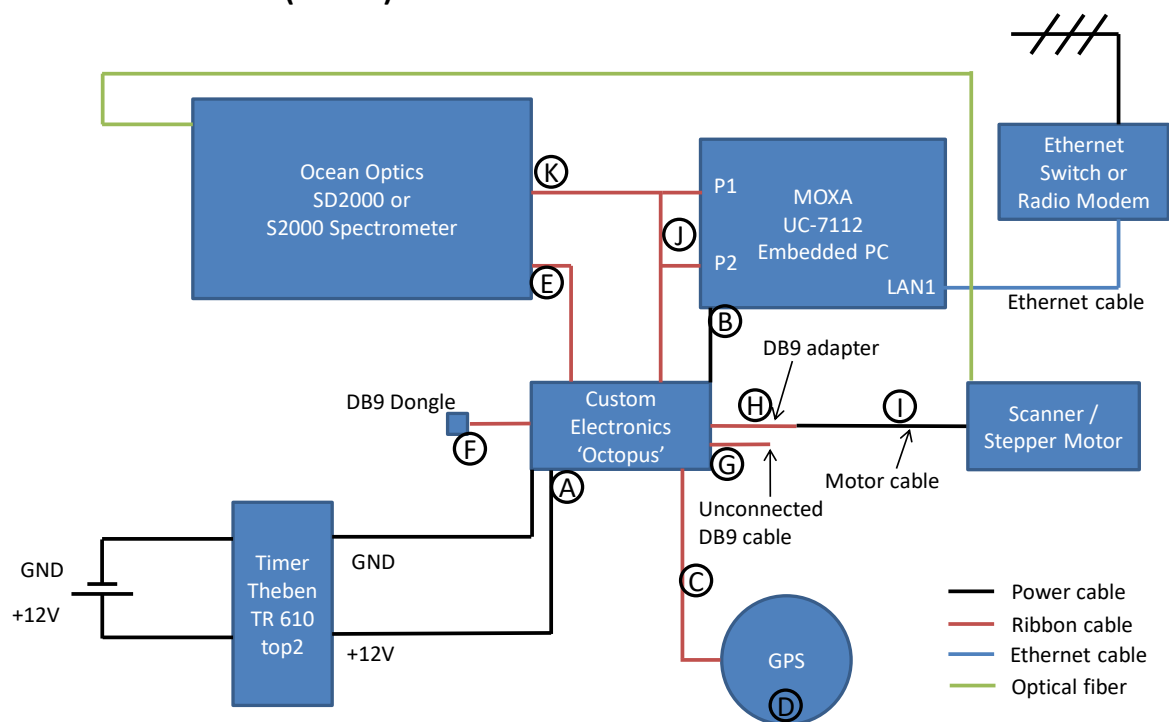 Ocean Optics
SD2000 or
S2000 Spectrometer
K
E
J
P1
P2
MOXA
UC-7112
Embedded PC
LAN1
B
Ethernet
Switch or
Radio Modem
Ethernet cable
DB9 adapter
DB9 Dongle
F
Custom
Electronics
‘Octopus’
H
I
Scanner /
Stepper Motor
G
A
Motor cable
Unconnected
DB9 cable
GND
+12V
Timer
Theben
TR 610
top2
GND
+12V
C
GPS
D
Power cable
Ribbon cable
Ethernet cable
Optical fiber